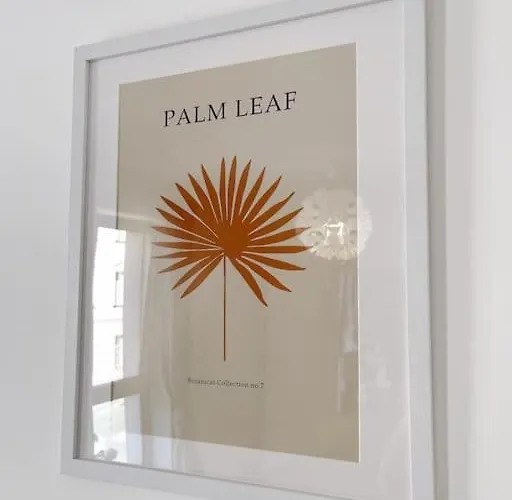 PALM LEAF
Botanical Collection no 7